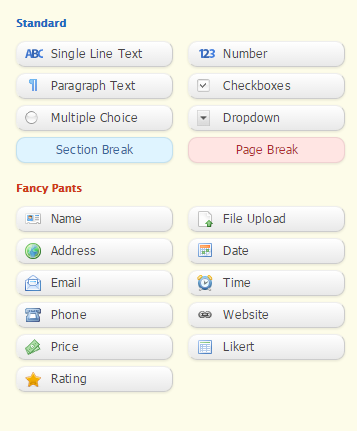 Standard
ABC Single Line Text
123 Number
¶ Paragraph Text
Checkboxes
Multiple Choice
Dropdown
Section Break
Page Break
Fancy Pants
Name
File Upload
Address
Date
Email
Time
Phone
Website
Price
Likert
Rating